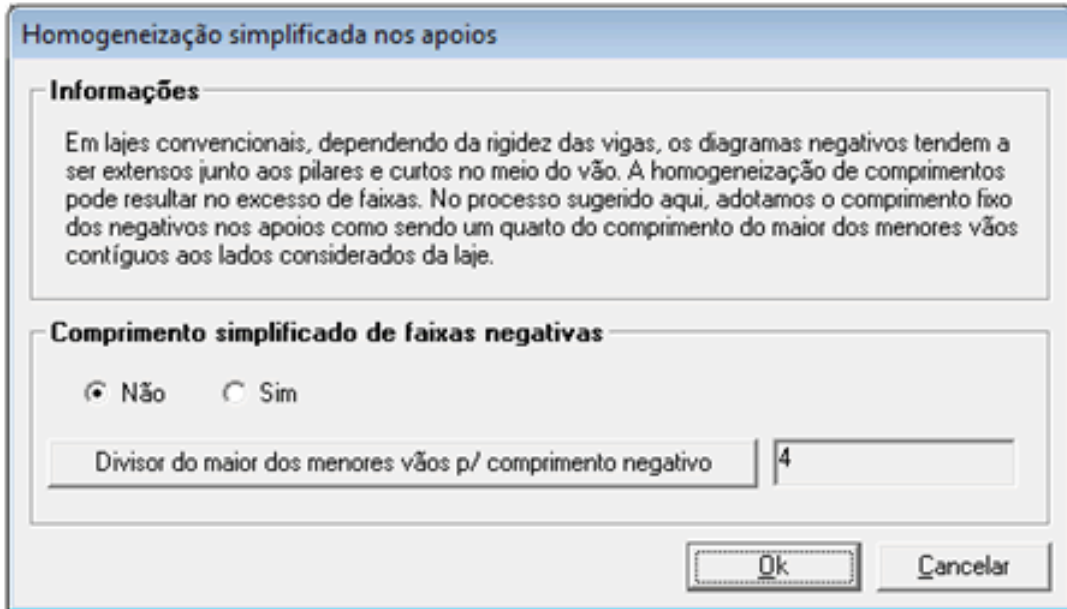 Homogeneização simplificada nos apoios
Informações
Em lajes convencionais, dependendo da rigidez das vigas, os diagramas negativos tendem a
ser extensos junto aos pilares e curtos no meio do vão. A homogeneização de comprimentos
pode resultar no excesso de faixas. No processo sugerido aqui, adotamos o comprimento fixo
dos negativos nos apoios como sendo um quarto do comprimento do maior dos menores vãos
contíguos aos lados considerados da laje.
Comprimento simplificado de faixas negativas
Não Sim
Divisor do maior dos menores vãos p/ comprimento negativo 4
Ok Cancelar